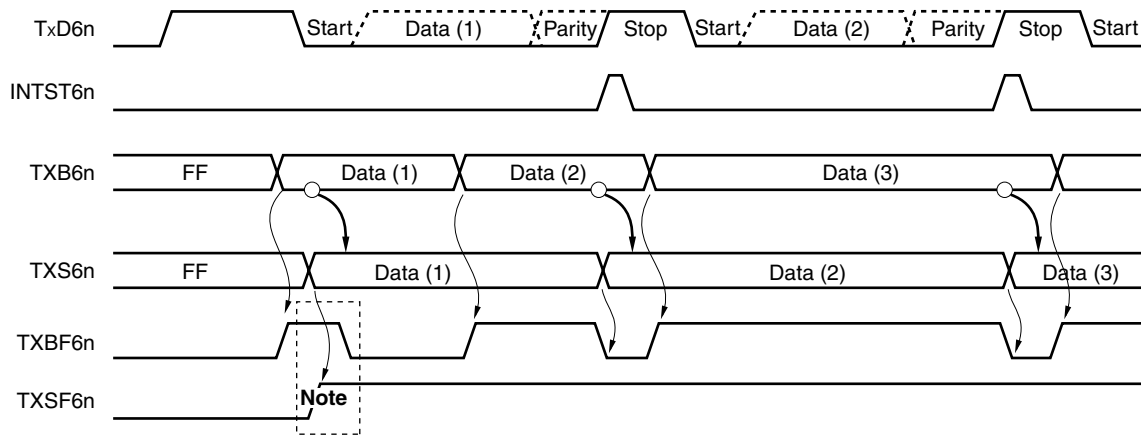 TxD6n Start Data (1) Parity Stop Start Data (2) Parity Stop Start
INTST6n
TXB6n FF Data (1) Data (2) Data (3)
TXS6n FF Data (1) Data (2) Data (3)
TXBF6n
TXSF6n Note